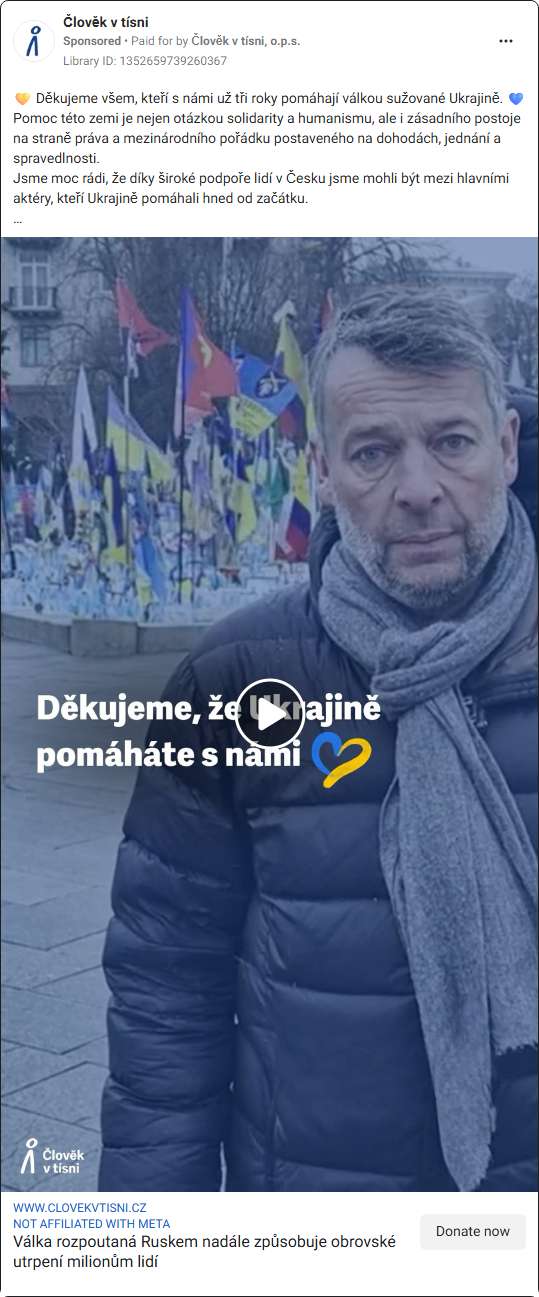 Člověk v tísni
Sponsored • Paid for by Člověk v tísni, o.p.s.
Library ID: 1352659739260367
🧡 Děkujeme všem, kteří s námi už tři roky pomáhají válkou sužované Ukrajině. 💙
Pomoc této zemi je nejen otázkou solidarity a humanismu, ale i zásadního postoje
na straně práva a mezinárodního pořádku postaveného na dohodách, jednání a
spravedlnosti.
Jsme moc rádi, že díky široké podpoře lidí v Česku jsme mohli být mezi hlavními
aktéry, kteří Ukrajině pomáhali hned od začátku.
...
Děkujeme, že Ukrajině
pomáháte s námi
Člověk
v tísni
WWW.CLOVEKVTISNI.CZ
NOT AFFILIATED WITH META
Válka rozpoutaná Ruskem nadále způsobuje obrovské
utrpení milionům lidí
Donate now